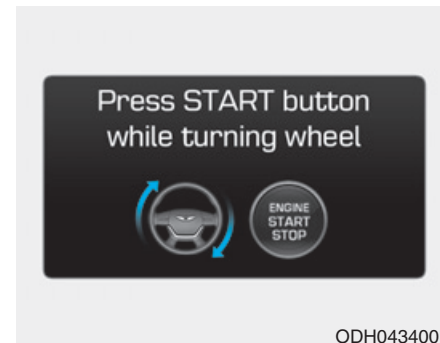 Press START button
while turning wheel
ENGINE
START
STOP
ODH043400